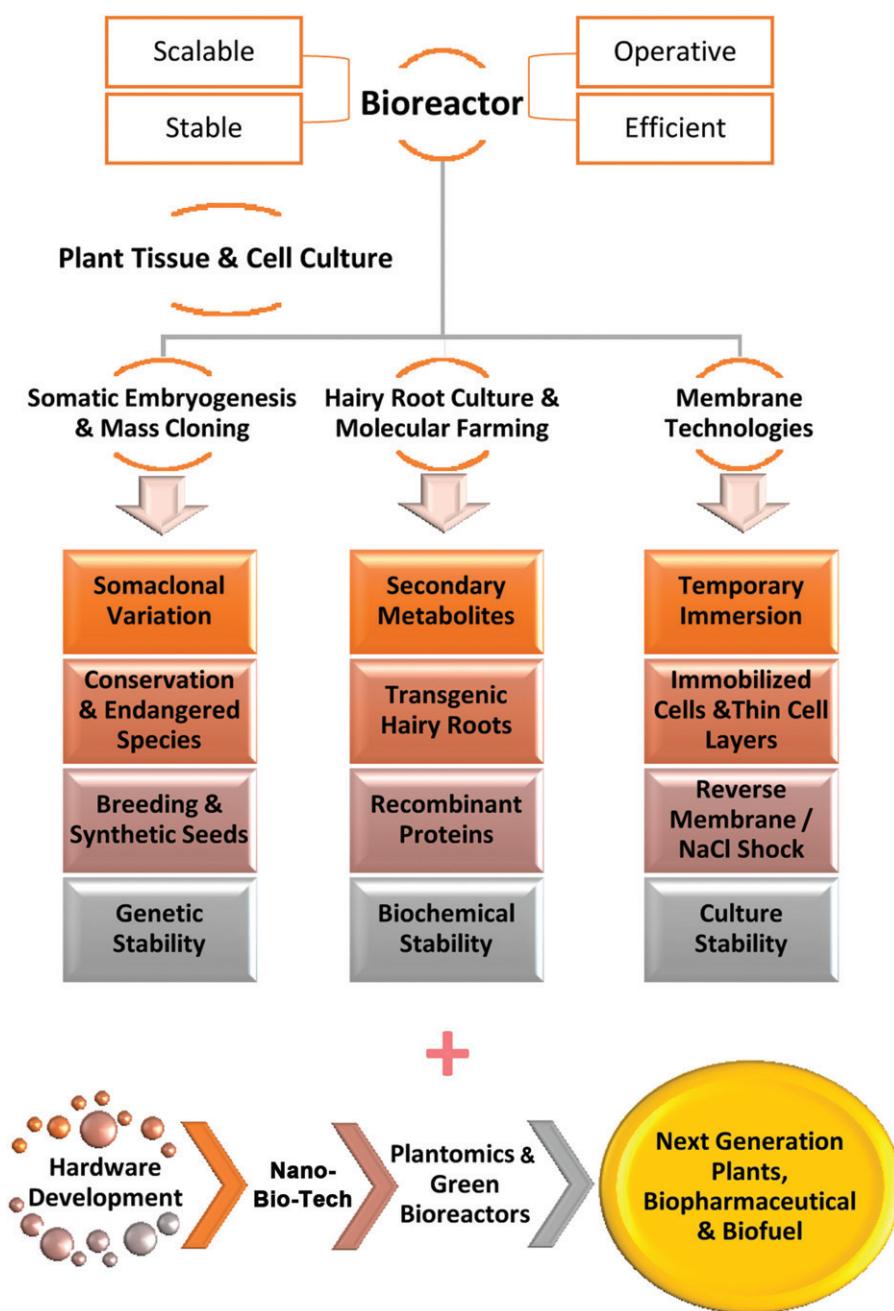 Scalable
Stable
Bioreactor
Operative
Efficient
Plant Tissue & Cell Culture
Somatic Embryogenesis
& Mass Cloning
Hairy Root Culture &
Molecular Farming
Membrane
Technologies
Somaclonal
Variation
Conservation
& Endangered
Species
Breeding &
Synthetic Seeds
Genetic
Stability
Secondary
Metabolites
Transgenic
Hairy Roots
Recombinant
Proteins
Biochemical
Stability
Temporary
Immersion
Immobilized
Cells &Thin Cell
Layers
Reverse
Membrane /
NaCl Shock
Culture
Stability
+
Hardware
Development
Nano-
Bio-Tech
Plantomics &
Green
Bioreactors
Next Generation
Plants,
Biopharmaceutical
& Biofuel